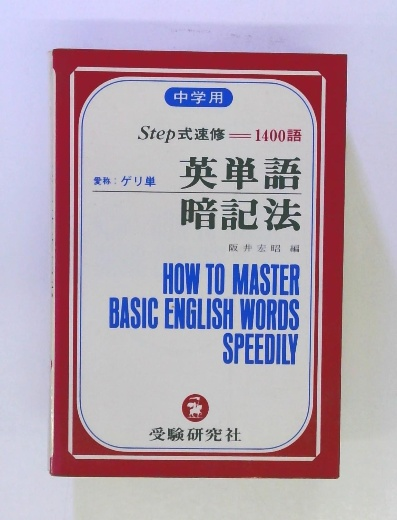 中学用
Step式速修＝1400語
愛称：ゲリ単
英単語
暗記法
阪井宏昭 編
HOW TO MASTER
BASIC ENGLISH WORDS
SPEEDILY
受験研究社